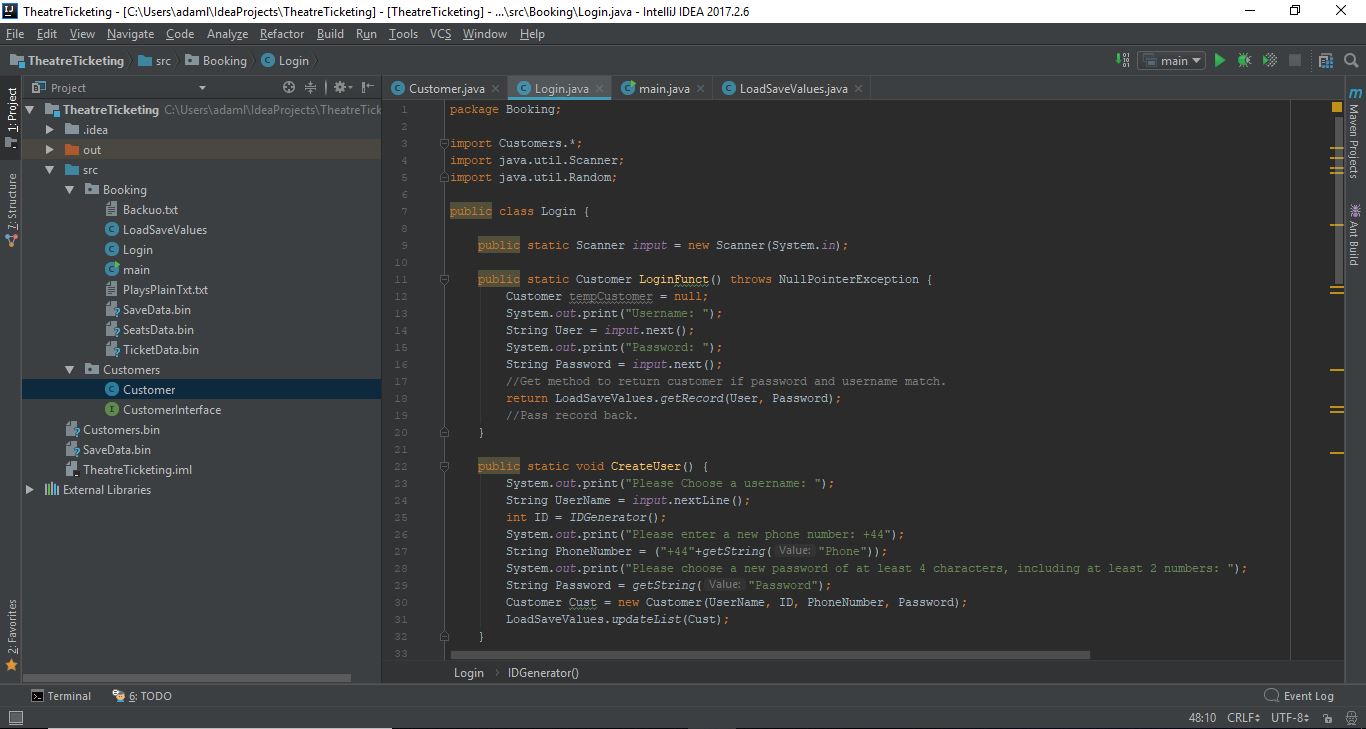 TheatreTicketing - [C:\Users\adaml\IdeaProjects\TheatreTicketing] - [TheatreTicketing] - ...\src\Booking\Login.java - IntelliJ IDEA 2017.2.6
File Edit View Navigate Code Analyze Refactor Build Run Tools VCS Window Help
TheatreTicketing src Booking Login main
Project
Customer.java Login.java main.java LoadSaveValues.java
1: Project
7: Structure
2: Favorites
TheatreTicketing C:\Users\adaml\IdeaProjects\TheatreTick
.idea
out
src
Booking
Backuo.txt
LoadSaveValues
Login
main
PlaysPlainTxt.txt
SaveData.bin
SeatsData.bin
TicketData.bin
Customers
Customer
CustomerInterface
Customers.bin
SaveData.bin
TheatreTicketing.iml
External Libraries
1 package Booking;
2
3 import Customers.*;
4 import java.util.Scanner;
5 import java.util.Random;
6
7 public class Login {
8
9 public static Scanner input = new Scanner(System.in);
10
11 public static Customer LoginFunct() throws NullPointerException {
12 Customer tempCustomer = null;
13 System.out.print("Username: ");
14 String User = input.next();
15 System.out.print("Password: ");
16 String Password = input.next();
17 //Get method to return customer if password and username match.
18 return LoadSaveValues.getRecord(User, Password);
19 //Pass record back.
20 }
21
22 public static void CreateUser() {
23 System.out.print("Please Choose a username: ");
24 String UserName = input.nextLine();
25 int ID = IDGenerator();
26 System.out.print("Please enter a new phone number: +44");
27 String PhoneNumber = ("+44"+getString( Value: "Phone"));
28 System.out.print("Please choose a new password of at least 4 characters, including at least 2 numbers: ");
29 String Password = getString( Value: "Password");
30 Customer Cust = new Customer(UserName, ID, PhoneNumber, Password);
31 LoadSaveValues.updateList(Cust);
32 }
33
Maven Projects
Ant Build
Login IDGenerator()
Terminal 6: TODO Event Log
48:10 CRLF UTF-8